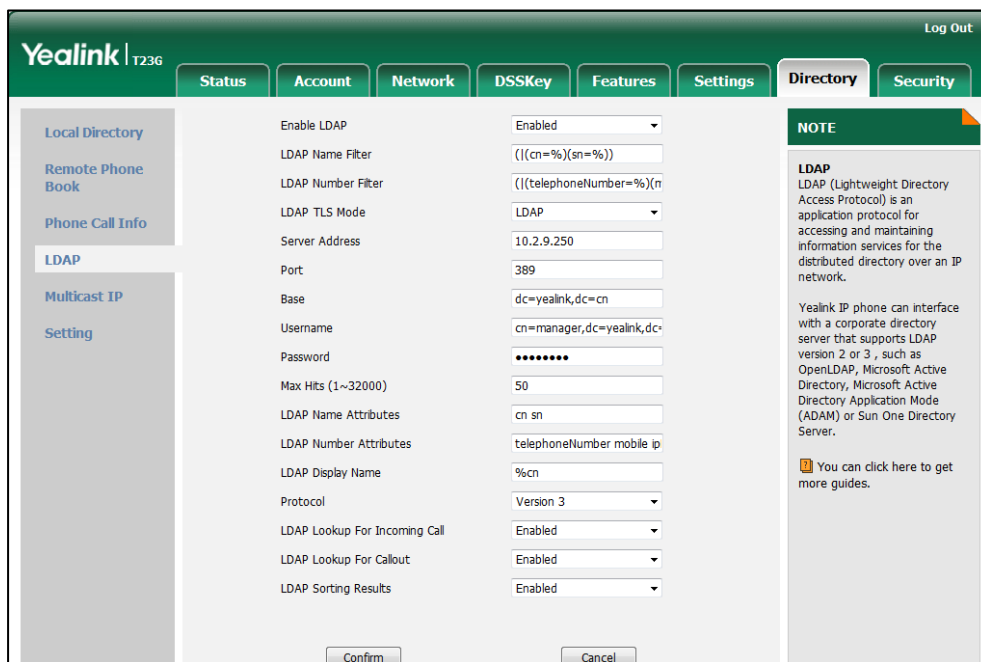 Log Out
Yealink T23G
Status
Account
Network
DSSKey
Features
Settings
Directory
Security
Local Directory
Remote Phone
Book
Phone Call Info
LDAP
Multicast IP
Setting
Enable LDAP Enabled
LDAP Name Filter (|(cn=%)(sn=%))
LDAP Number Filter (|(telephoneNumber=%)(m
LDAP TLS Mode LDAP
Server Address 10.2.9.250
Port 389
Base dc=yealink,dc=cn
Username cn=manager,dc=yealink,dc=
Password ••••••••
Max Hits (1~32000) 50
LDAP Name Attributes cn sn
LDAP Number Attributes telephoneNumber mobile ip
LDAP Display Name %cn
Protocol Version 3
LDAP Lookup For Incoming Call Enabled
LDAP Lookup For Callout Enabled
LDAP Sorting Results Enabled
Confirm
Cancel
NOTE
LDAP
LDAP (Lightweight Directory
Access Protocol) is an
application protocol for
accessing and maintaining
information services for the
distributed directory over an IP
network.
Yealink IP phone can interface
with a corporate directory
server that supports LDAP
version 2 or 3 , such as
OpenLDAP, Microsoft Active
Directory, Microsoft Active
Directory Application Mode
(ADAM) or Sun One Directory
Server.
You can click here to get
more guides.